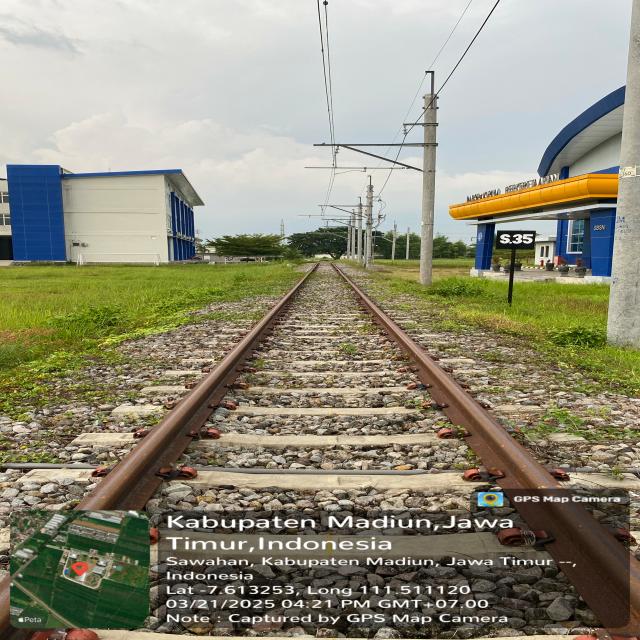 SBSN
S.35
GPS Map Camera
Kabupaten Madiun,Jawa
Timur,Indonesia
Sawahan, Kabupaten Madiun, Jawa Timur --,
Indonesia
Lat -7.613253, Long 111.511120
03/21/2025 04:21 PM GMT+07.00
Note : Captured by GPS Map Camera
Peta